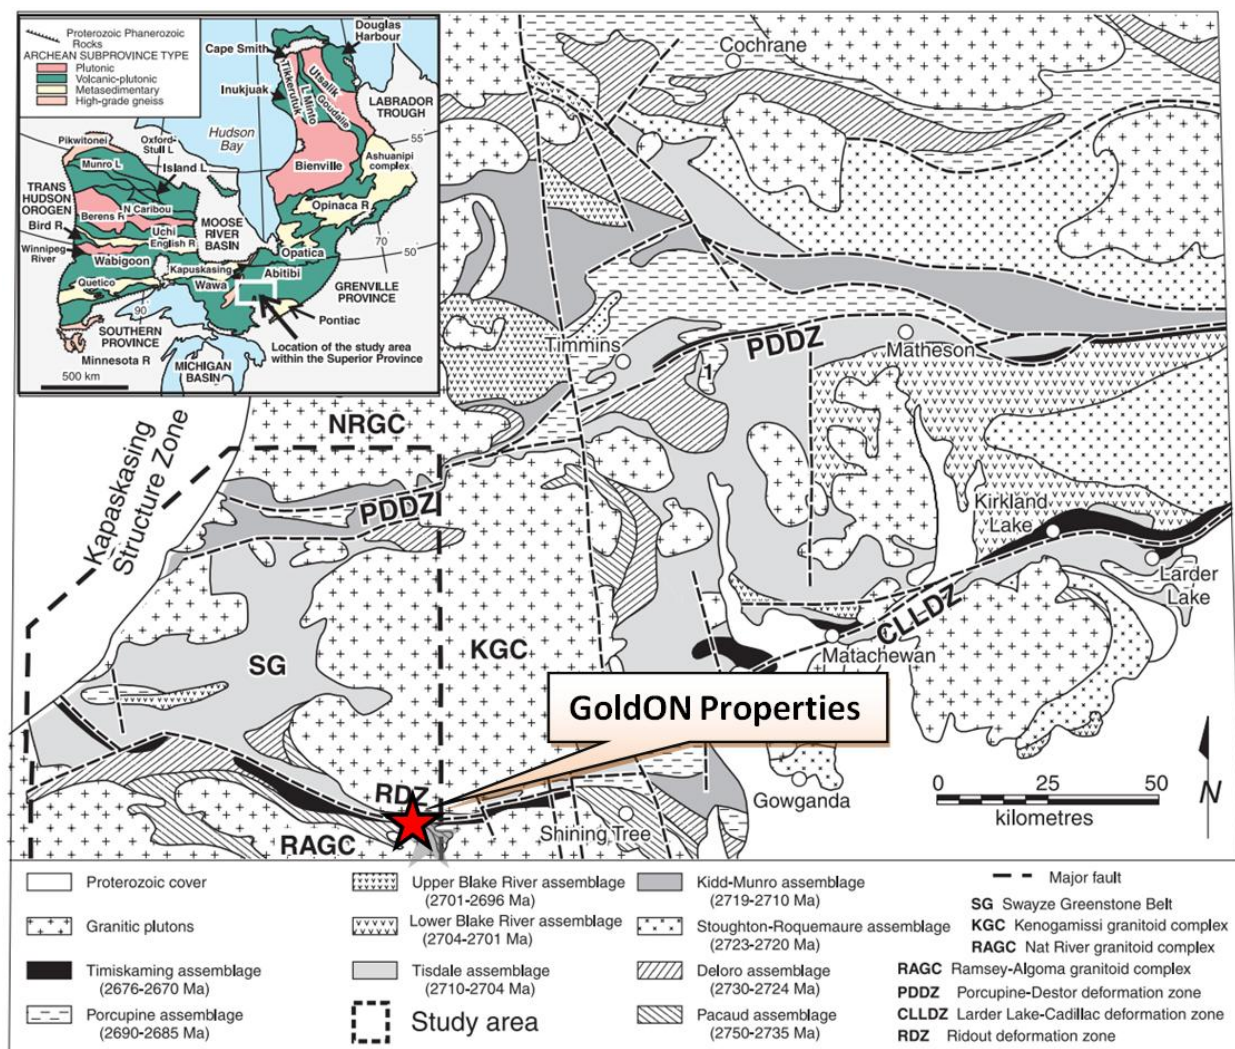 Proterozoic Phanerozoic
Rocks
ARCHEAN SUBPROVINCE TYPE
Plutonic
Volcanic-plutonic
Metasedimentary
High-grade gneiss
Cape Smith
Douglas
Harbour
Inukjuak
Tikkerutuk
L. Minto
Utsalik
Goudalie
LABRADOR
TROUGH
Hudson
Bay
55
Pikwitonei
Oxford-
Stull L
Munro L
Island L
Bienville
Ashuanipi
complex
TRANS
HUDSON
OROGEN
N Caribou
Berens R
MOOSE
RIVER
BASIN
Opinaca R
Bird R
Uchi
English R
70
50
Winnipeg
River
Wabigoon
Opatica
Kapuskasing
Abitibi
Quetico
Wawa
GRENVILLE
PROVINCE
90
Pontiac
SOUTHERN
PROVINCE
Location of the study area
within the Superior Province
Minnesota R
MICHIGAN
BASIN
500 km
Cochrane
Timmins
PDDZ
Matheson
1
NRGC
Kapaskasing
Structure Zone
PDDZ
Kirkland
Lake
Larder
Lake
CLLDZ
Matachewan
SG
KGC
GoldON Properties
RDZ
RAGC
Shining Tree
Gowganda
0 25 50
kilometres
N
Proterozoic cover
Granitic plutons
Timiskaming assemblage
(2676-2670 Ma)
Porcupine assemblage
(2690-2685 Ma)
Upper Blake River assemblage
(2701-2696 Ma)
Lower Blake River assemblage
(2704-2701 Ma)
Tisdale assemblage
(2710-2704 Ma)
Study area
Kidd-Munro assemblage
(2719-2710 Ma)
Stoughton-Roquemaure assemblage
(2723-2720 Ma)
Deloro assemblage
(2730-2724 Ma)
Pacaud assemblage
(2750-2735 Ma)
Major fault
SG Swayze Greenstone Belt
KGC Kenogamissi granitoid complex
RAGC Nat River granitoid complex
RAGC Ramsey-Algoma granitoid complex
PDDZ Porcupine-Destor deformation zone
CLLDZ Larder Lake-Cadillac deformation zone
RDZ Ridout deformation zone